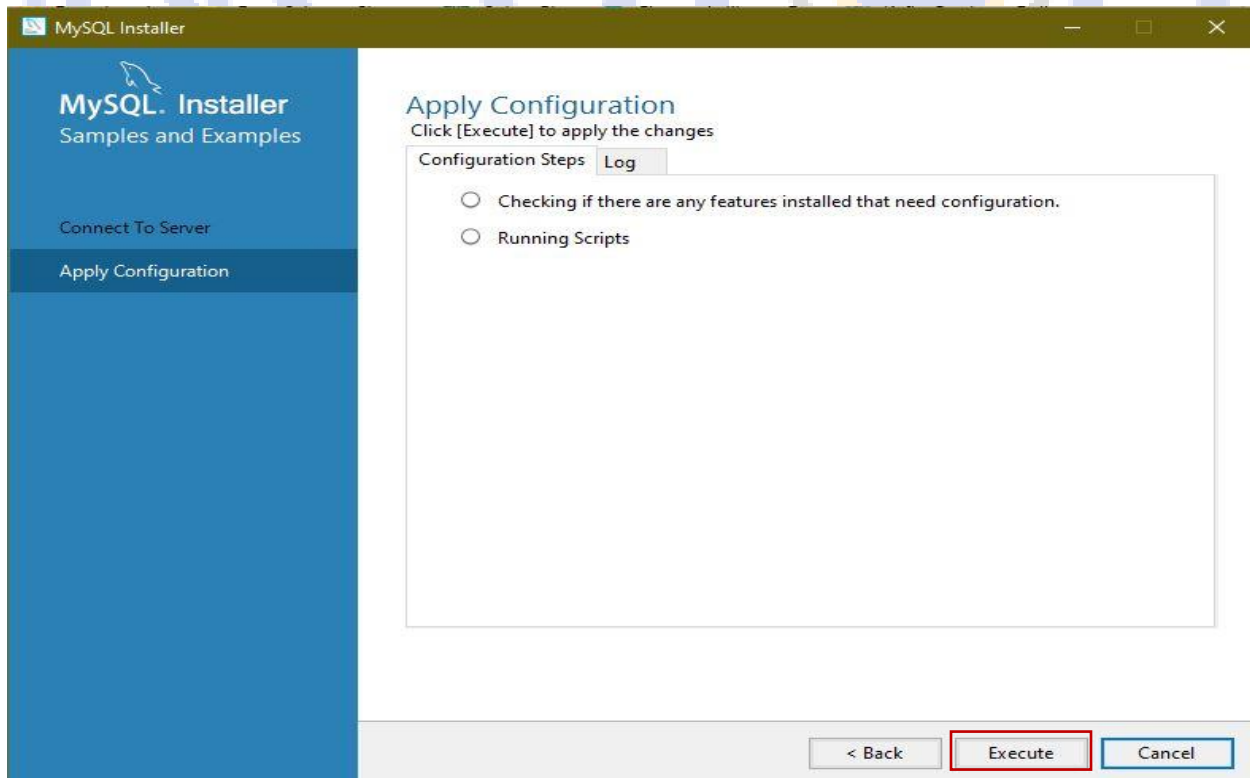 MySQL Installer
MySQL. Installer
Samples and Examples
Connect To Server
Apply Configuration
Apply Configuration
Click [Execute] to apply the changes
Configuration Steps Log
Checking if there are any features installed that need configuration.
Running Scripts
< Back Execute Cancel